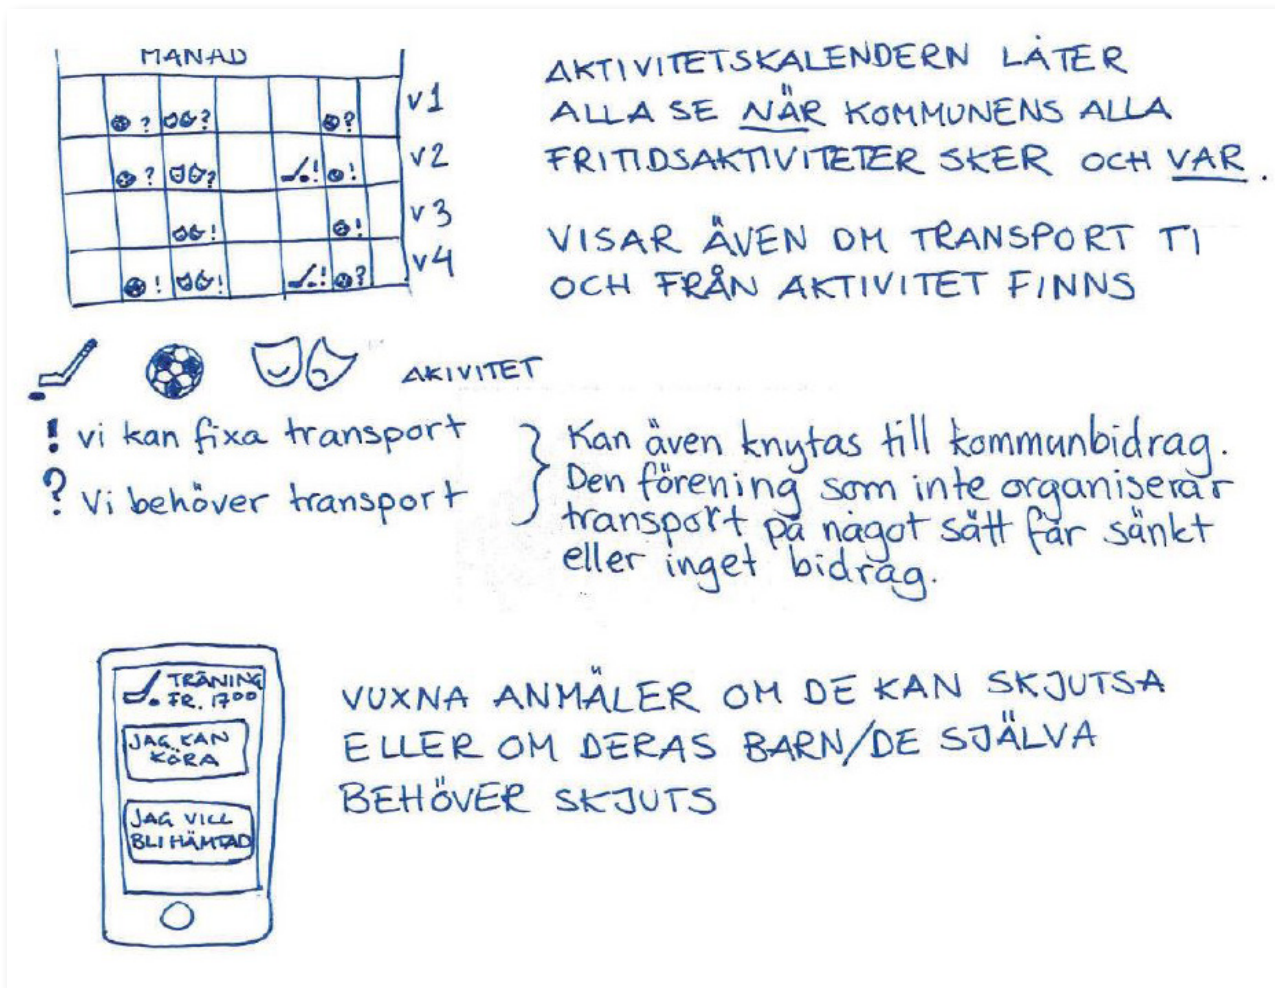 MÅNAD
v1
? ? ?
v2
? ? ! !
v3
! !
v4
! ! ! ?
AKTIVITETSKALENDERN LÅTER
ALLA SE NÄR KOMMUNENS ALLA
FRITIDSAKTIVITETER SKER OCH VAR.
VISAR ÄVEN OM TRANSPORT TI
OCH FRÅN AKTIVITET FINNS
AKIVITET
! vi kan fixa transport
? Vi behöver transport
Kan även knytas till kommunbidrag.
Den förening som inte organiserar
transport på något sätt får sänkt
eller inget bidrag.
TRÄNING
FR. 1700
JAG KAN
KÖRA
JAG VILL
BLI HÄMTAD
VUXNA ANMÄLER OM DE KAN SKJUTSA
ELLER OM DERAS BARN/DE SJÄLVA
BEHÖVER SKJUTS